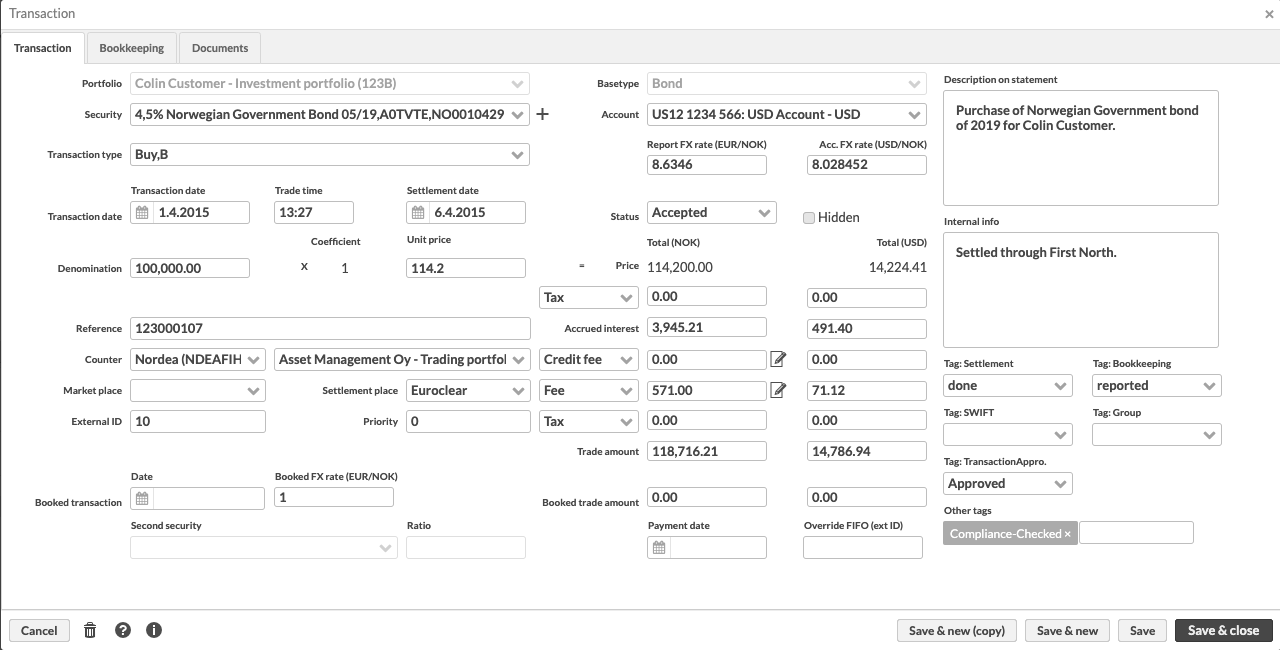 Transaction ×
Transaction Bookkeeping Documents
Portfolio Colin Customer - Investment portfolio (123B) Basetype Bond Description on statement
Security 4,5% Norwegian Government Bond 05/19,A0TVTE,NO0010429 + Account US12 1234 566: USD Account - USD
Purchase of Norwegian Government bond
of 2019 for Colin Customer.
Report FX rate (EUR/NOK) Acc. FX rate (USD/NOK)
Transaction type Buy,B 8.6346 8.028452
Transaction date Trade time Settlement date
Transaction date 1.4.2015 13:27 6.4.2015 Status Accepted Hidden
Internal info
Coefficient Unit price Total (NOK) Total (USD)
Settled through First North.
Denomination 100,000.00 X 1 114.2 = Price 114,200.00 14,224.41
Tax 0.00 0.00
Reference 123000107 Accrued interest 3,945.21 491.40
Counter Nordea (NDEAFIH Asset Management Oy - Trading portfol Credit fee 0.00 0.00
Tag: Settlement Tag: Bookkeeping
done reported
Market place Settlement place Euroclear Fee 571.00 71.12
Tag: SWIFT Tag: Group
External ID 10 Priority 0 Tax 0.00 0.00
Trade amount 118,716.21 14,786.94
Tag: TransactionAppro.
Approved
Date Booked FX rate (EUR/NOK)
Booked transaction 1 Booked trade amount 0.00 0.00
Other tags
Compliance-Checked ×
Second security Ratio Payment date Override FIFO (ext ID)
Cancel ? i Save & new (copy) Save & new Save Save & close